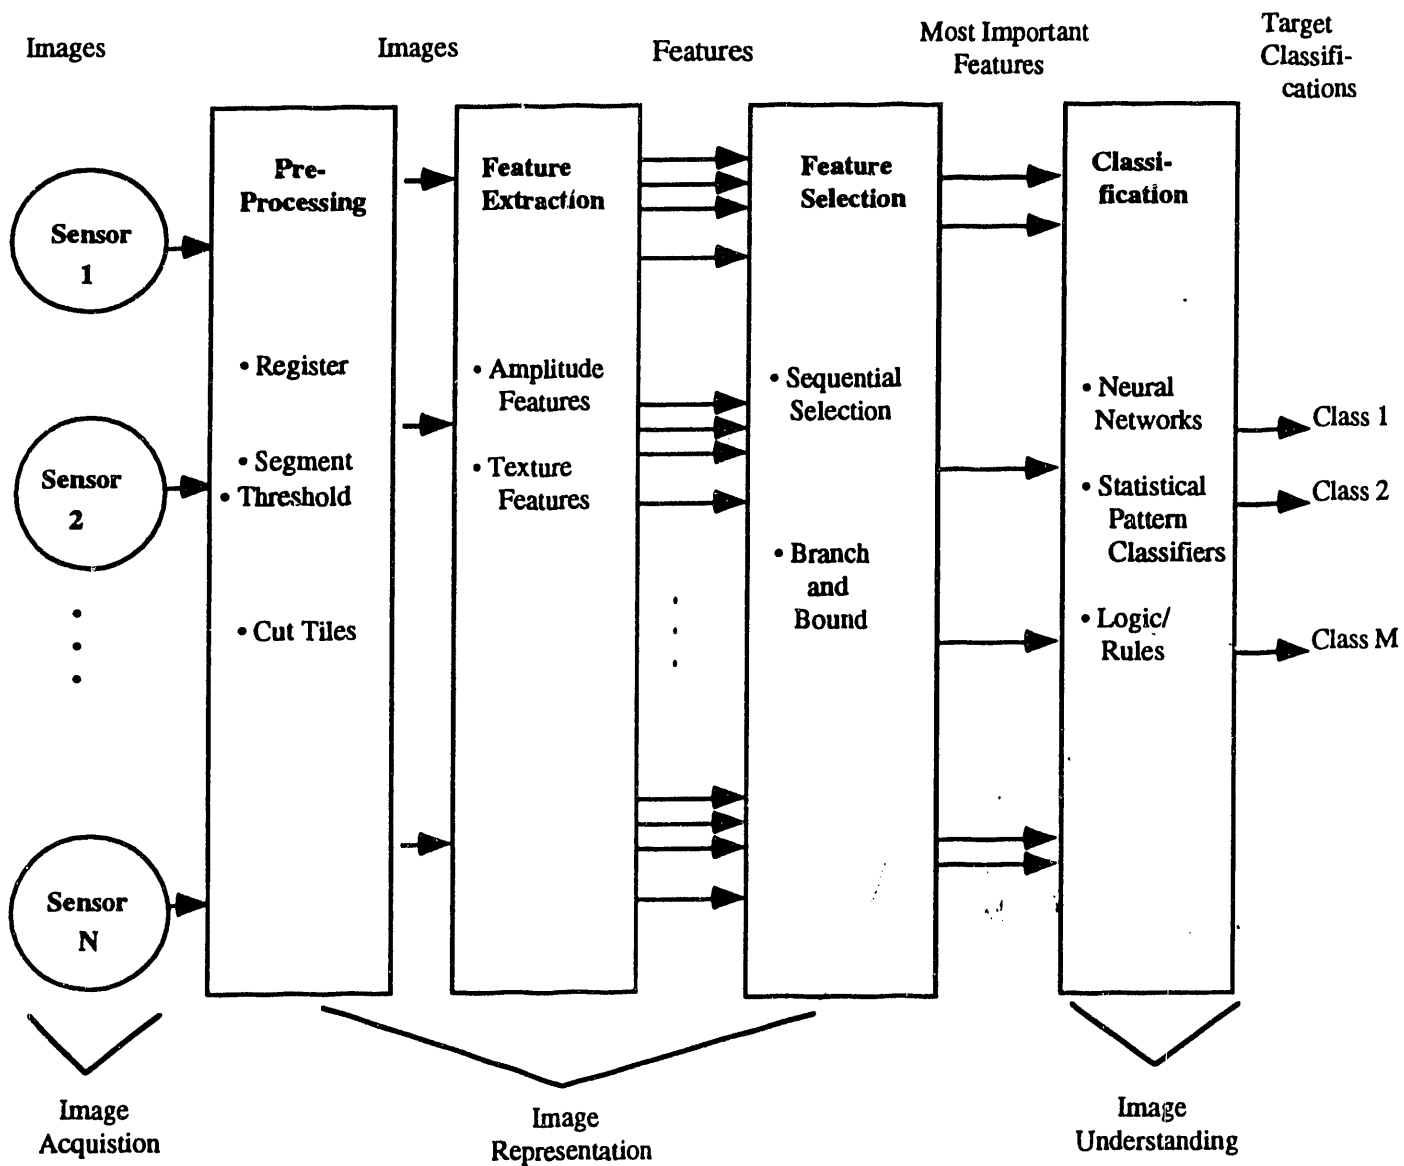 Images
Images
Features
Most Important
Features
Target
Classifi-
cations
Sensor
1
Sensor
2
Sensor
N
Pre-
Processing
• Register
• Segment
• Threshold
• Cut Tiles
Feature
Extraction
• Amplitude
Features
• Texture
Features
Feature
Selection
• Sequential
Selection
• Branch
and
Bound
Classi-
fication
• Neural
Networks
• Statistical
Pattern
Classifiers
• Logic/
Rules
Class 1
Class 2
Class M
Image
Acquistion
Image
Representation
Image
Understanding